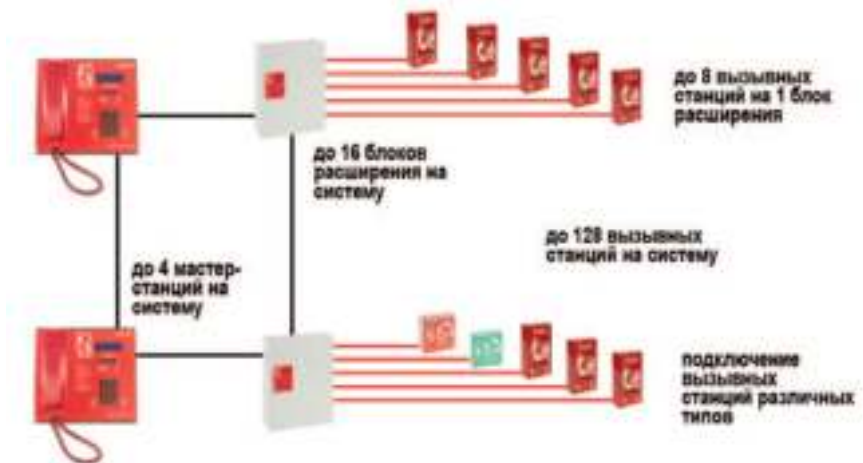 до 8 вызывных
станций на 1 блок
расширения
до 16 блоков
расширения на
систему
до 128 вызывных
станций на систему
до 4 мастер-
станций на
систему
подключение
вызывных
станций различных
типов